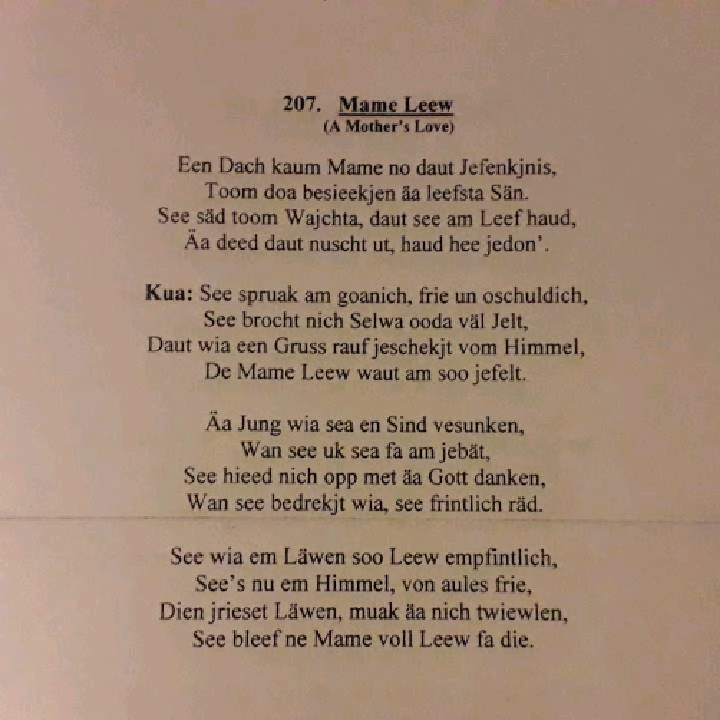 207. Mame Leew
(A Mother's Love)
Een Dach kaum Mame no daut Jefenkjnis,
Toom doa besieekjen äa leefsta Sän.
See säd toom Wajchta, daut see am Leef haud,
Äa deed daut nuscht ut, haud hee jedon'.
Kua: See spruak am goanich, frie un oschuldich,
See brocht nich Selwa ooda väl Jelt,
Daut wia een Gruss rauf jeschekjt vom Himmel,
De Mame Leew waut am soo jefelt.
Äa Jung wia sea en Sind vesunken,
Wan see uk sea fa am jebät,
See hieed nich opp met äa Gott danken,
Wan see bedrekjt wia, see frintlich räd.
See wia em Läwen soo Leew empfintlich,
See's nu em Himmel, von aules frie,
Dien jrieset Läwen, muak äa nich twiewlen,
See bleef ne Mame voll Leew fa die.